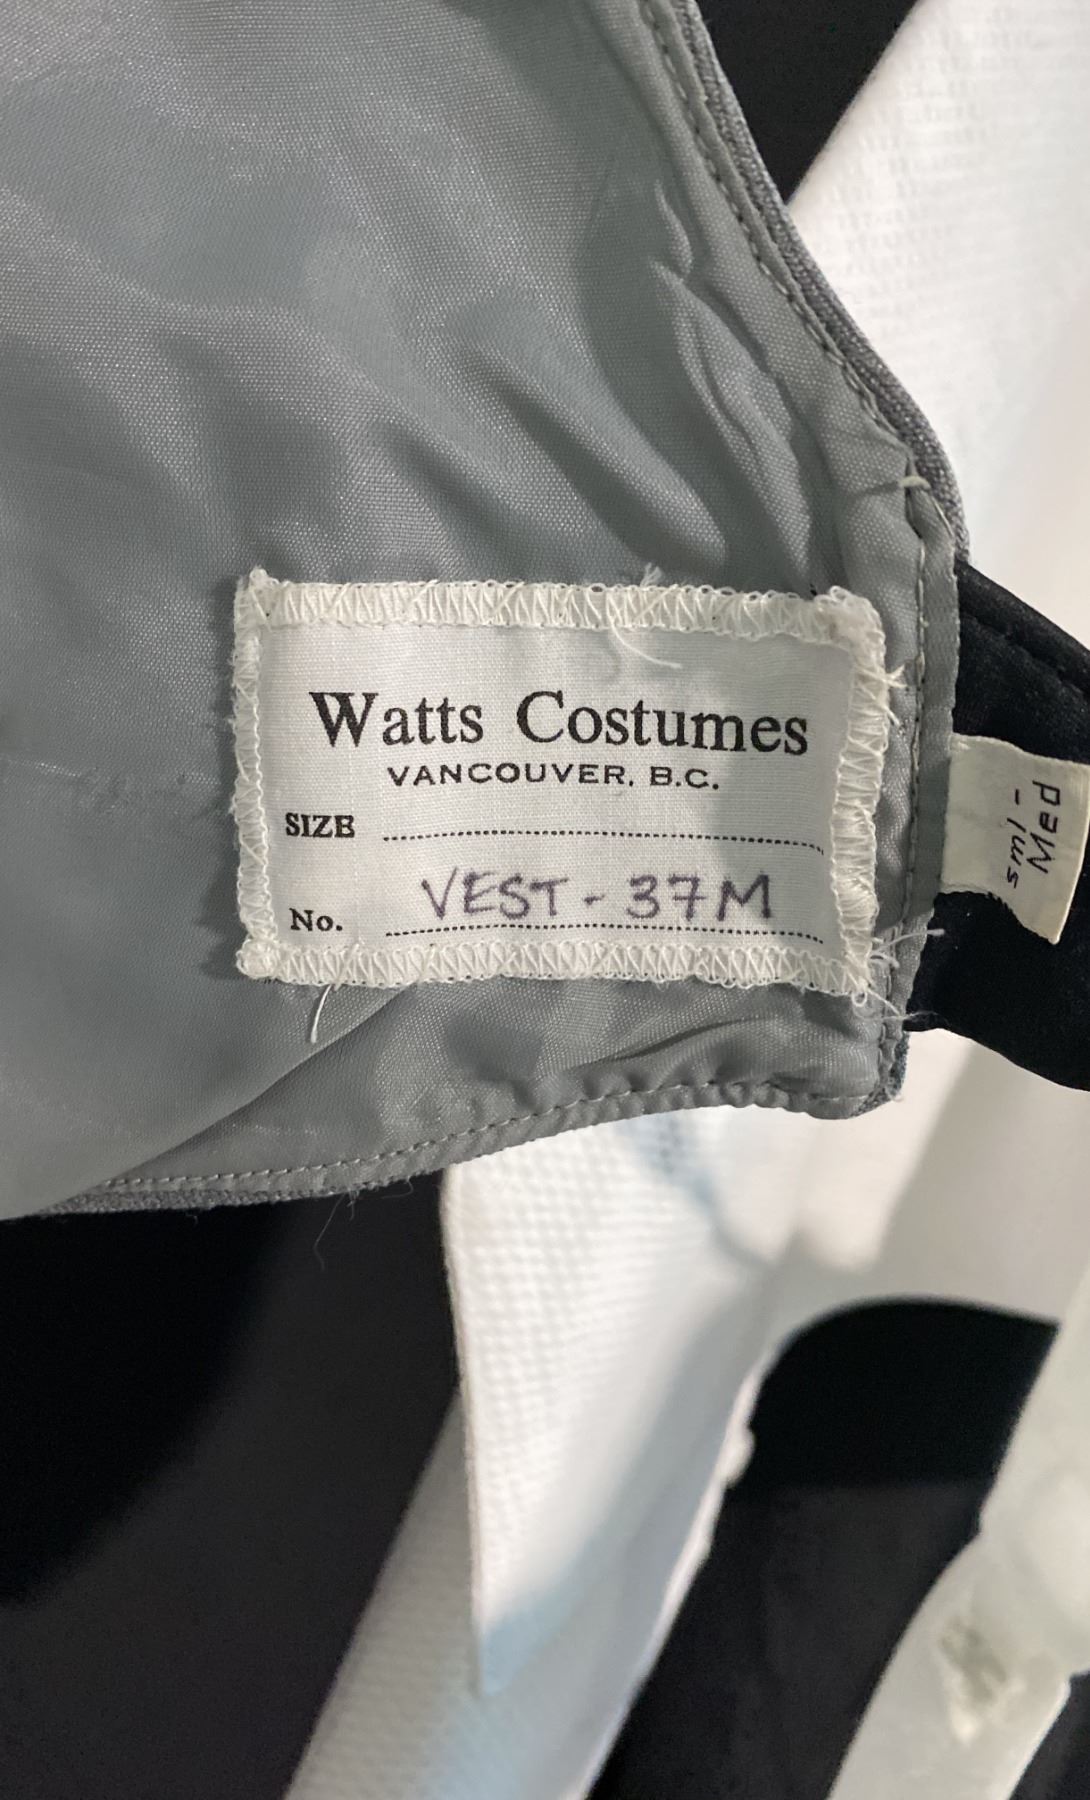 Watts Costumes
VANCOUVER, B.C.
SIZE
VEST - 37M
No.
Med
- sml